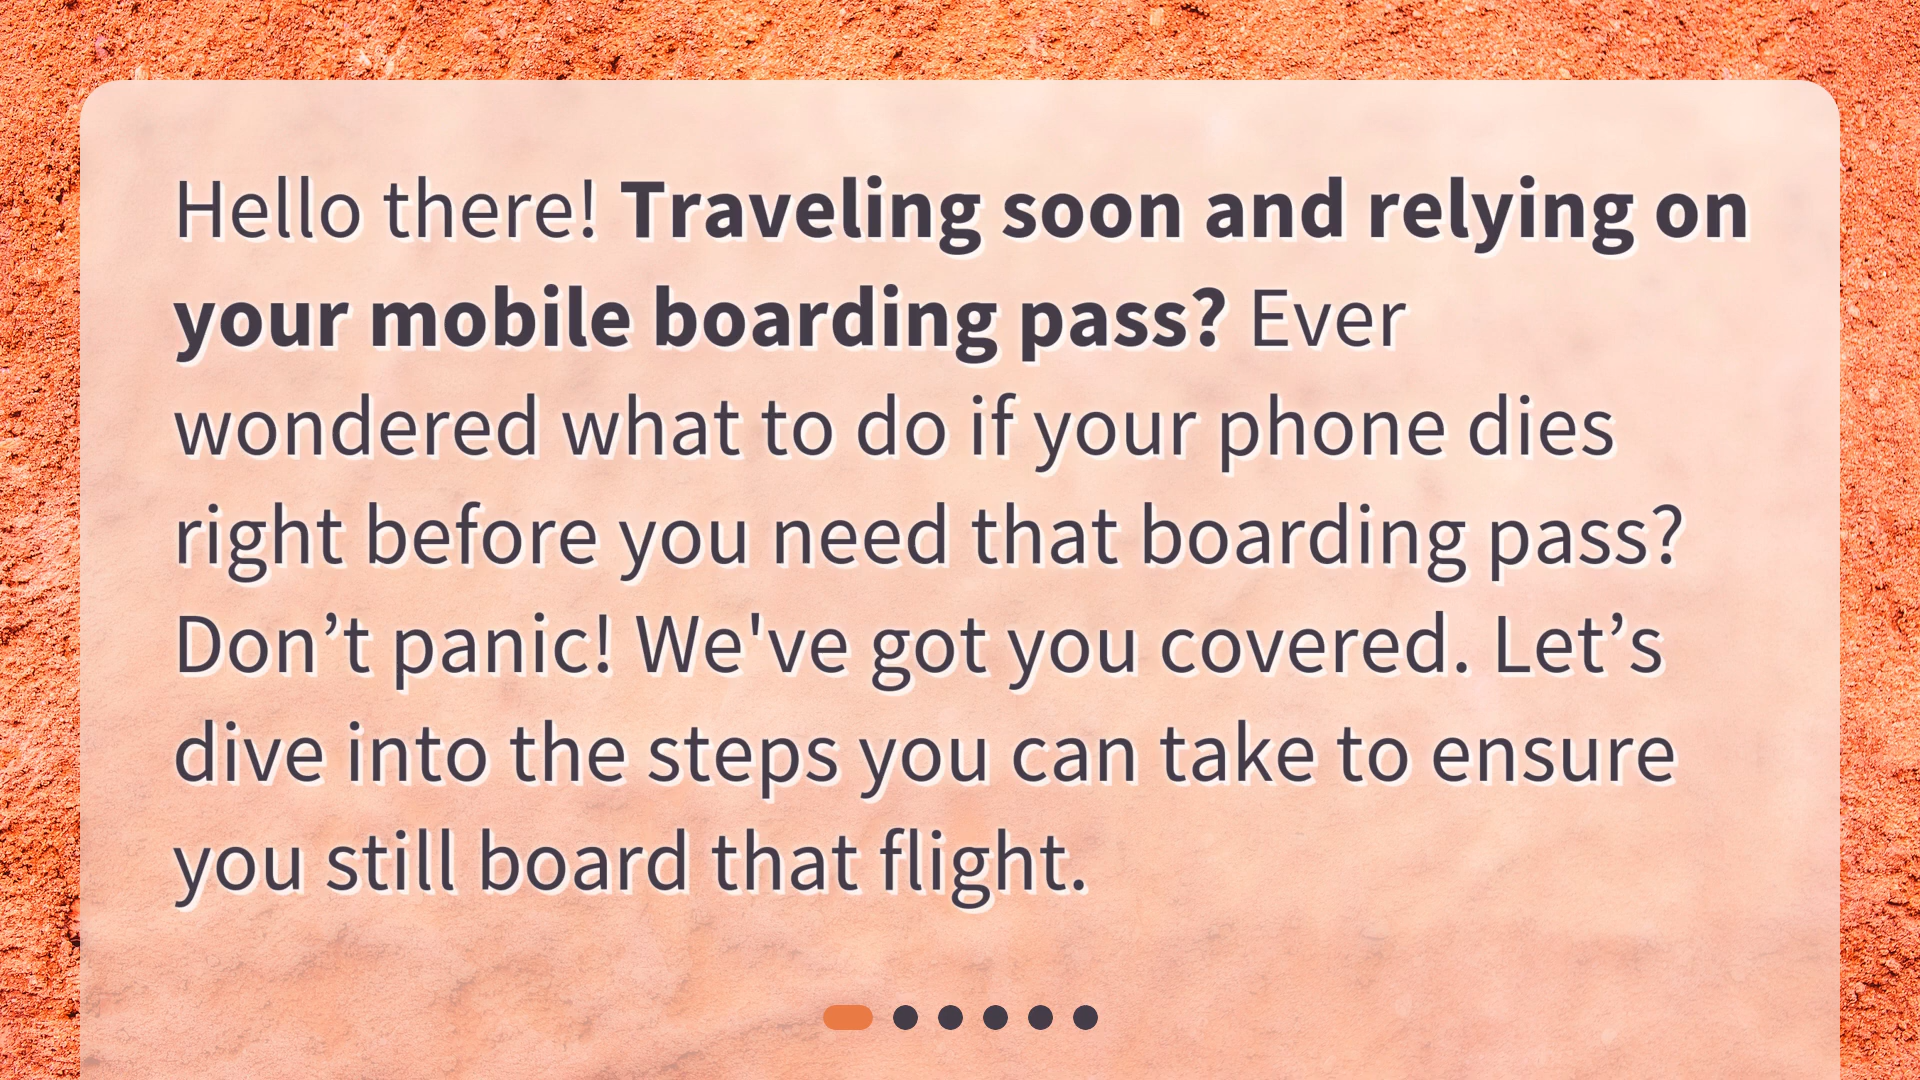 Hello there! Traveling soon and relying on
your mobile boarding pass? Ever
wondered what to do if your phone dies
right before you need that boarding pass?
Don’t panic! We've got you covered. Let’s
dive into the steps you can take to ensure
you still board that flight.